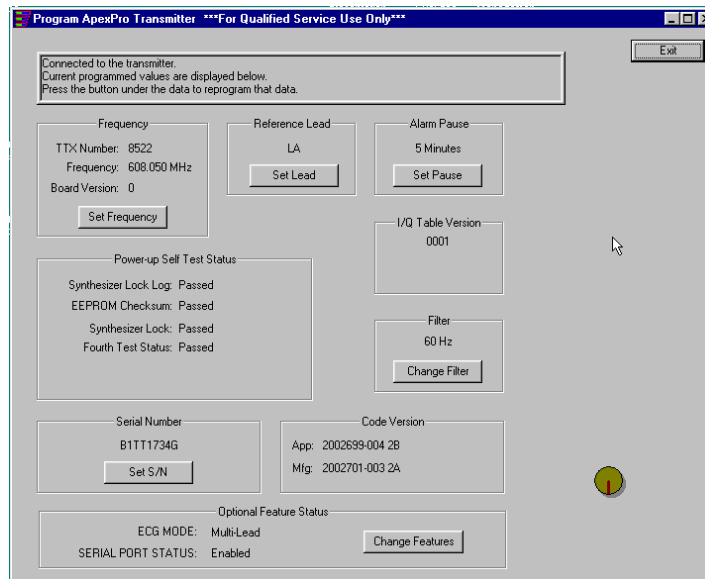 Program ApexPro Transmitter ***For Qualified Service Use Only***
Exit
Connected to the transmitter.
Current programmed values are displayed below.
Press the button under the data to reprogram that data.
Frequency
TTX Number: 8522
Frequency: 608.050 MHz
Board Version: 0
Set Frequency
Reference Lead
LA
Set Lead
Alarm Pause
5 Minutes
Set Pause
I/Q Table Version
0001
Power-up Self Test Status
Synthesizer Lock Log: Passed
EEPROM Checksum: Passed
Synthesizer Lock: Passed
Fourth Test Status: Passed
Filter
60 Hz
Change Filter
Serial Number
B1TT1734G
Set S/N
Code Version
App: 2002699-004 2B
Mfg: 2002701-003 2A
Optional Feature Status
ECG MODE: Multi-Lead
SERIAL PORT STATUS: Enabled
Change Features